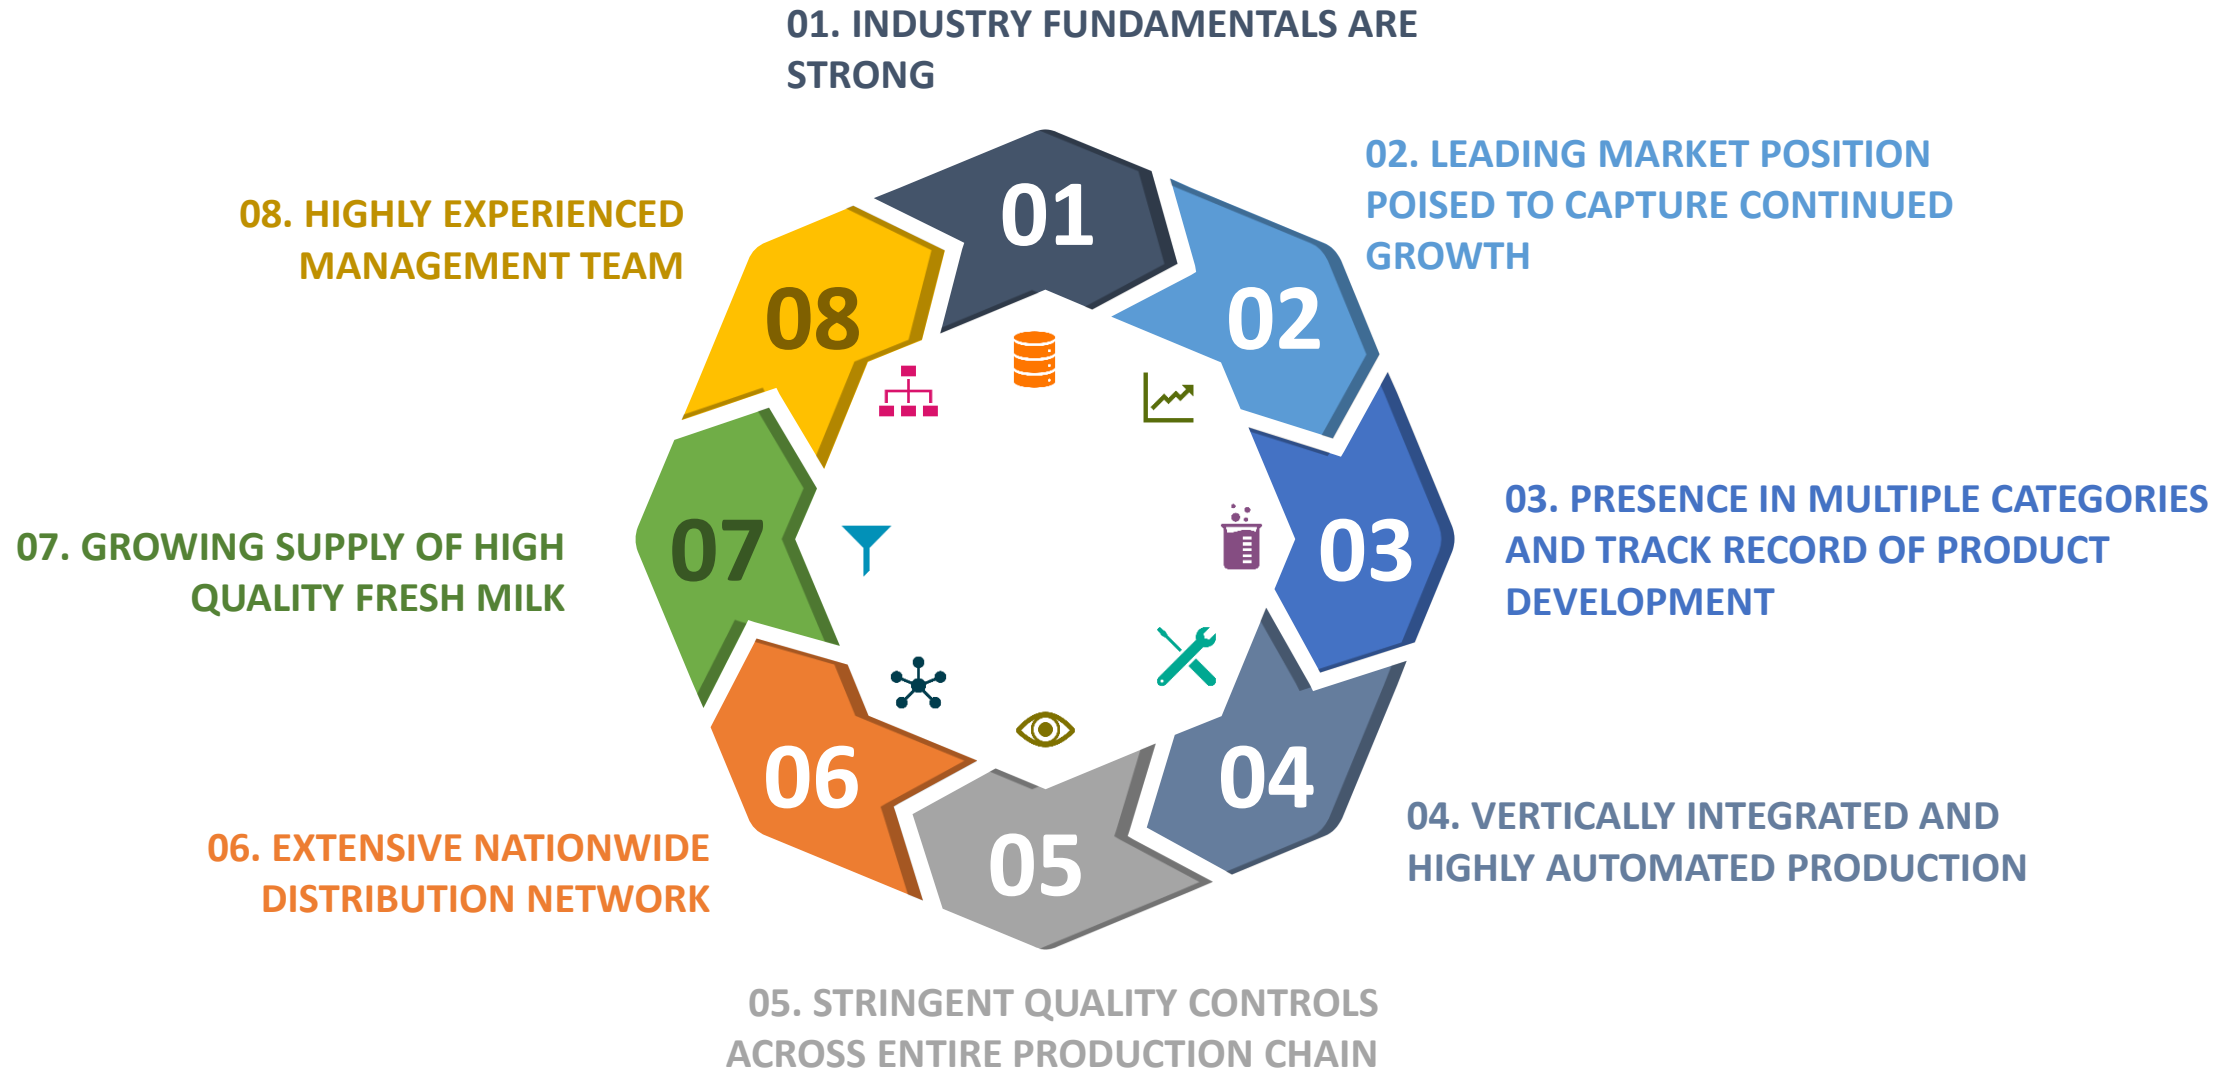 01. INDUSTRY FUNDAMENTALS ARE
STRONG
02. LEADING MARKET POSITION
POISED TO CAPTURE CONTINUED
GROWTH
03. PRESENCE IN MULTIPLE CATEGORIES
AND TRACK RECORD OF PRODUCT
DEVELOPMENT
04. VERTICALLY INTEGRATED AND
HIGHLY AUTOMATED PRODUCTION
05. STRINGENT QUALITY CONTROLS
ACROSS ENTIRE PRODUCTION CHAIN
06. EXTENSIVE NATIONWIDE
DISTRIBUTION NETWORK
07. GROWING SUPPLY OF HIGH
QUALITY FRESH MILK
08. HIGHLY EXPERIENCED
MANAGEMENT TEAM
01
02
03
04
05
06
07
08